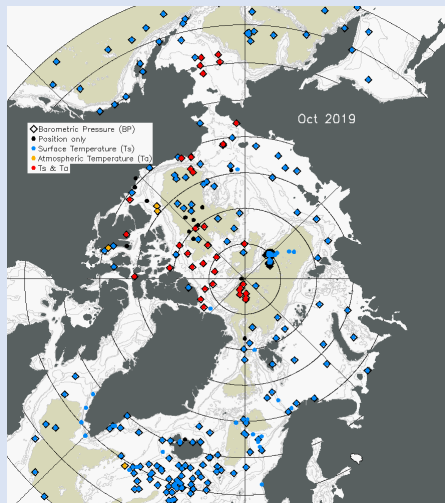 Oct 2019
Barometric Pressure (BP)
Position only
Surface Temperature (Ts)
Atmospheric Temperature (Ta)
Ts & Ta